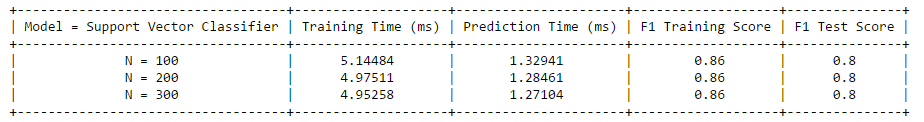 Model = Support Vector Classifier | Training Time (ms) | Prediction Time (ms) | F1 Training Score | F1 Test Score
N = 100 | 5.14484 | 1.32941 | 0.86 | 0.8
N = 200 | 4.97511 | 1.28461 | 0.86 | 0.8
N = 300 | 4.95258 | 1.27104 | 0.86 | 0.8